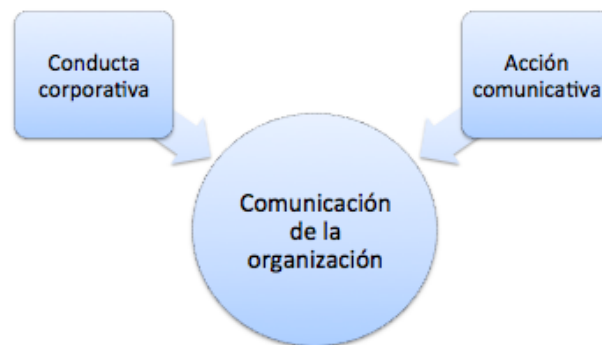 Conducta
corporativa
Acción
comunicativa
Comunicación
de la
organización